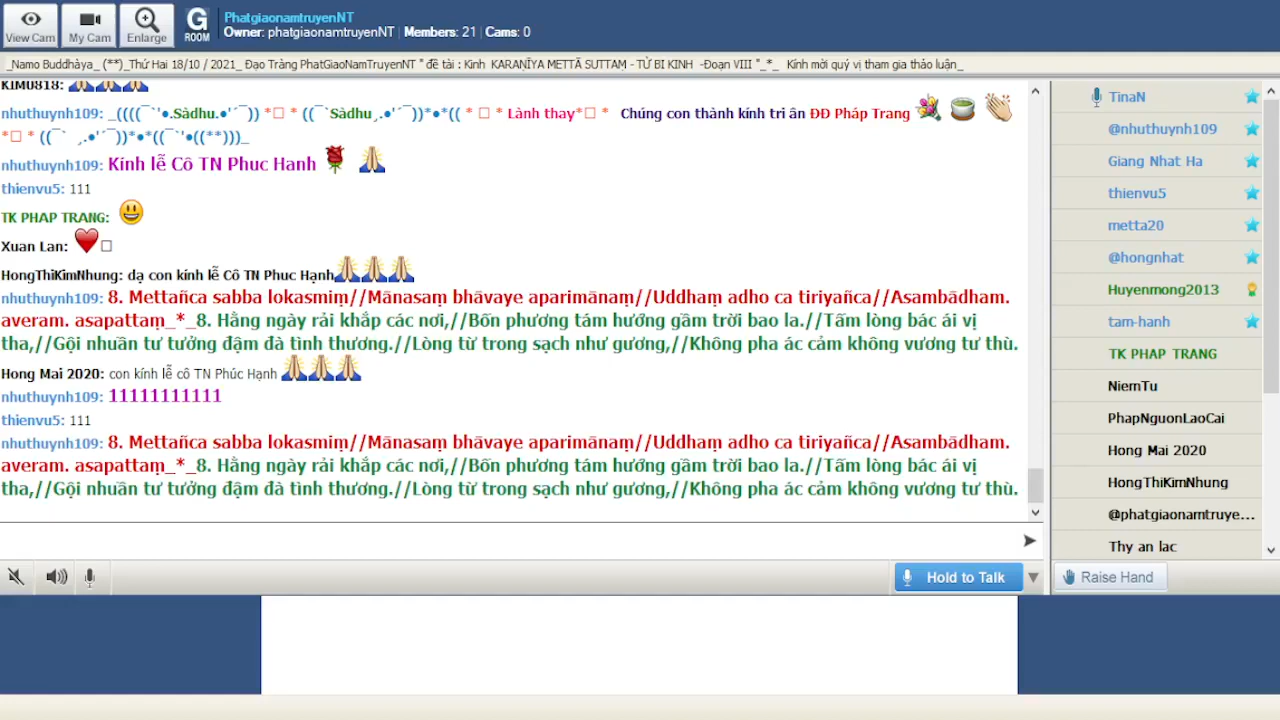 View Cam
My Cam
Enlarge
G
ROOM
PhatgiaonamtruyenNT
Owner: phatgiaonamtruyenNT | Members: 21 | Cams: 0
_Namo Buddhàya_ (**)_Thứ Hai 18/10 / 2021_ Đạo Tràng PhatGiaoNamTruyenNT " đề tài : Kinh KARAṆĪYA METTĀ SUTTAṂ - TỪ BI KINH -Đoạn VIII "_*_ Kính mời quý vị tham gia thảo luận_
KIM0818: 🙏🙏🙏
nhuthuynh109: _((((¯`'•.Sàdhu.•'´¯)) *□ * ((¯`Sàdhu¸.•'´¯))*•*(( * □ * Lành thay*□ * Chúng con thành kính tri ân ĐĐ Pháp Trang 💐 🍵 👏
*□ * ((¯` ¸.•'´¯))*•*((¯`'•((**)))_
nhuthuynh109: Kính lễ Cô TN Phuc Hanh 🌹 🙏
thienvu5: 111
TK PHAP TRANG: 😃
Xuan Lan: ❤□
HongThiKimNhung: dạ con kính lễ Cô TN Phuc Hạnh🙏🙏🙏
nhuthuynh109: 8. Mettañca sabba lokasmiṃ//Mānasaṃ bhāvaye aparimānaṃ//Uddhaṃ adho ca tiriyañca//Asambādham.
averam. asapattaṃ_*_8. Hằng ngày rải khắp các nơi,//Bốn phương tám hướng gầm trời bao la.//Tấm lòng bác ái vị
tha,//Gội nhuần tư tưởng đậm đà tình thương.//Lòng từ trong sạch như gương,//Không pha ác cảm không vương tư thù.
Hong Mai 2020: con kính lễ cô TN Phúc Hạnh 🙏🙏🙏
nhuthuynh109: 11111111111
thienvu5: 111
nhuthuynh109: 8. Mettañca sabba lokasmiṃ//Mānasaṃ bhāvaye aparimānaṃ//Uddhaṃ adho ca tiriyañca//Asambādham.
averam. asapattaṃ_*_8. Hằng ngày rải khắp các nơi,//Bốn phương tám hướng gầm trời bao la.//Tấm lòng bác ái vị
tha,//Gội nhuần tư tưởng đậm đà tình thương.//Lòng từ trong sạch như gương,//Không pha ác cảm không vương tư thù.
Hold to Talk
TinaN
@nhuthuynh109
Giang Nhat Ha
thienvu5
metta20
@hongnhat
Huyenmong2013
tam-hanh
TK PHAP TRANG
NiemTu
PhapNguonLaoCai
Hong Mai 2020
HongThiKimNhung
@phatgiaonamtruye...
Thy an lac
Raise Hand